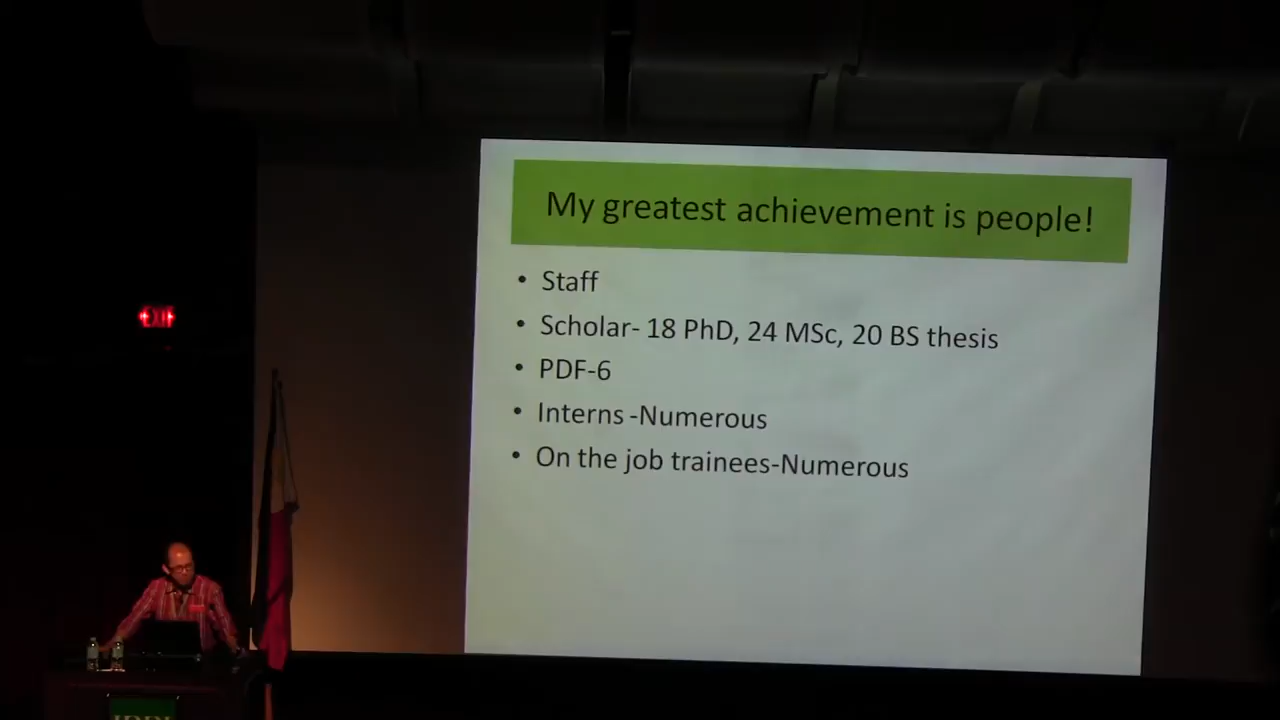 My greatest achievement is people!
• Staff
• Scholar- 18 PhD, 24 MSc, 20 BS thesis
• PDF-6
• Interns -Numerous
• On the job trainees-Numerous
EXIT